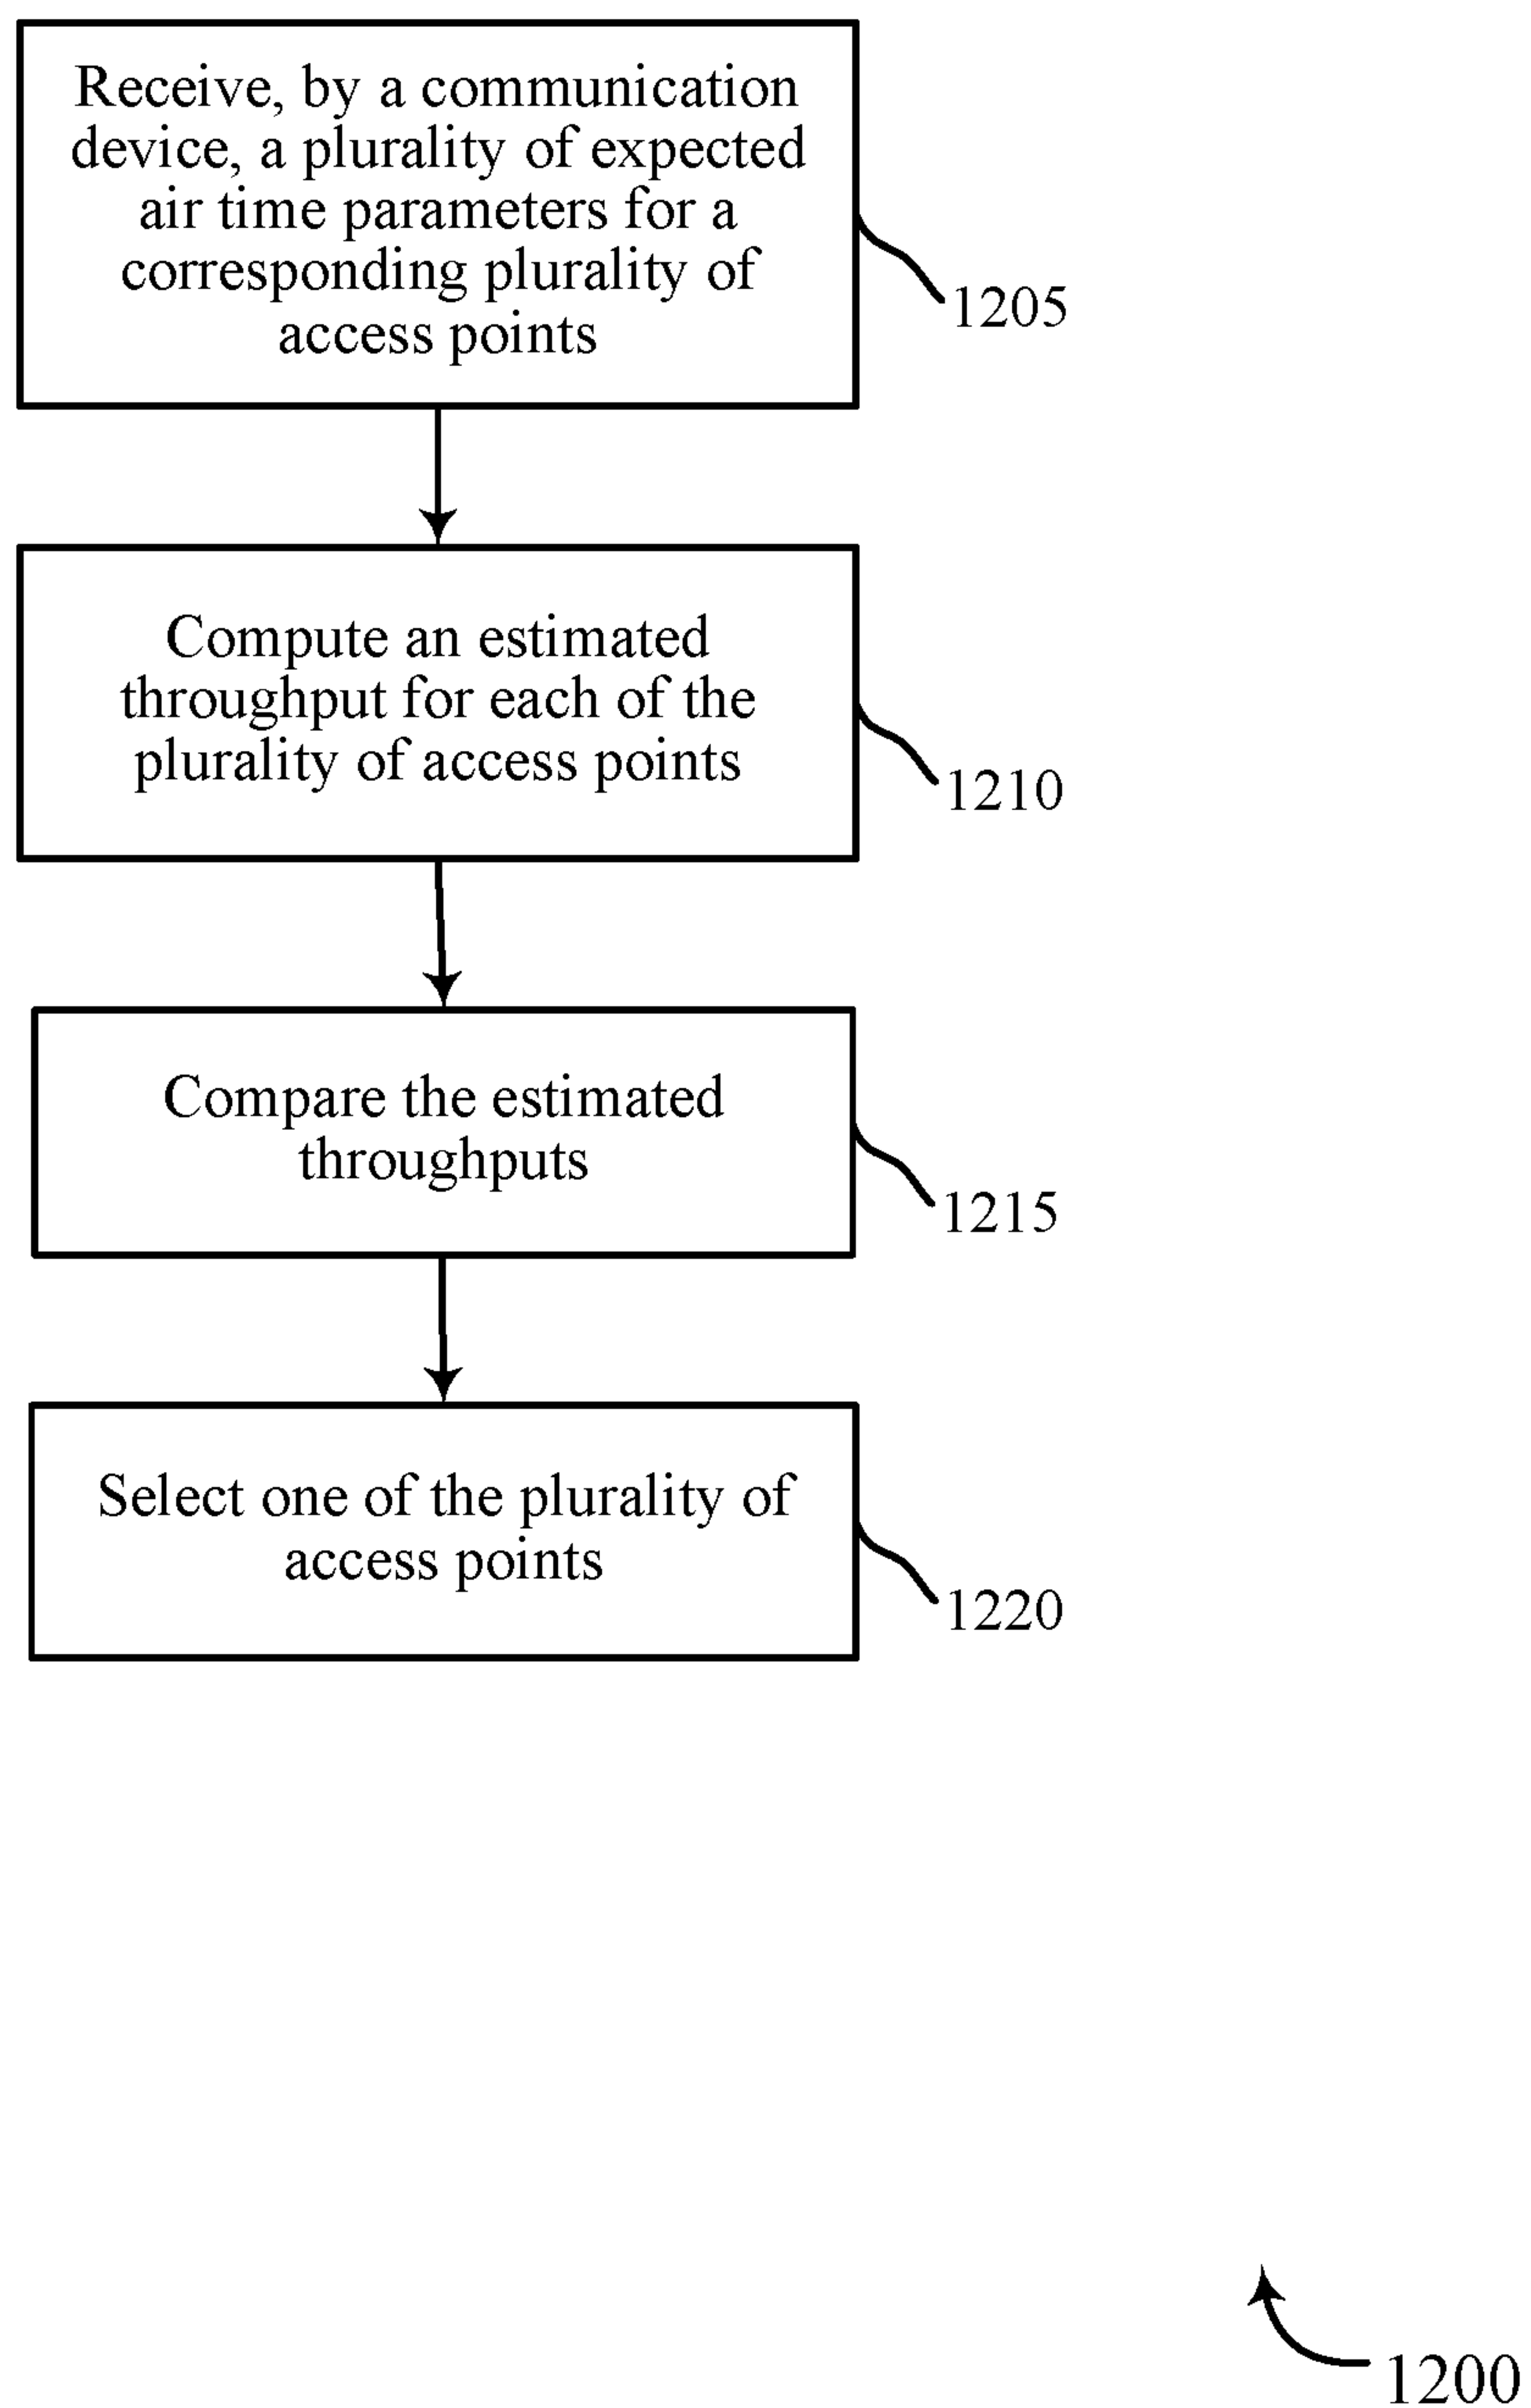 Receive, by a communication
device, a plurality of expected
air time parameters for a
corresponding plurality of
access points
1205
Compute an estimated
throughput for each of the
plurality of access points
1210
Compare the estimated
throughputs
1215
Select one of the plurality of
access points
1220
1200